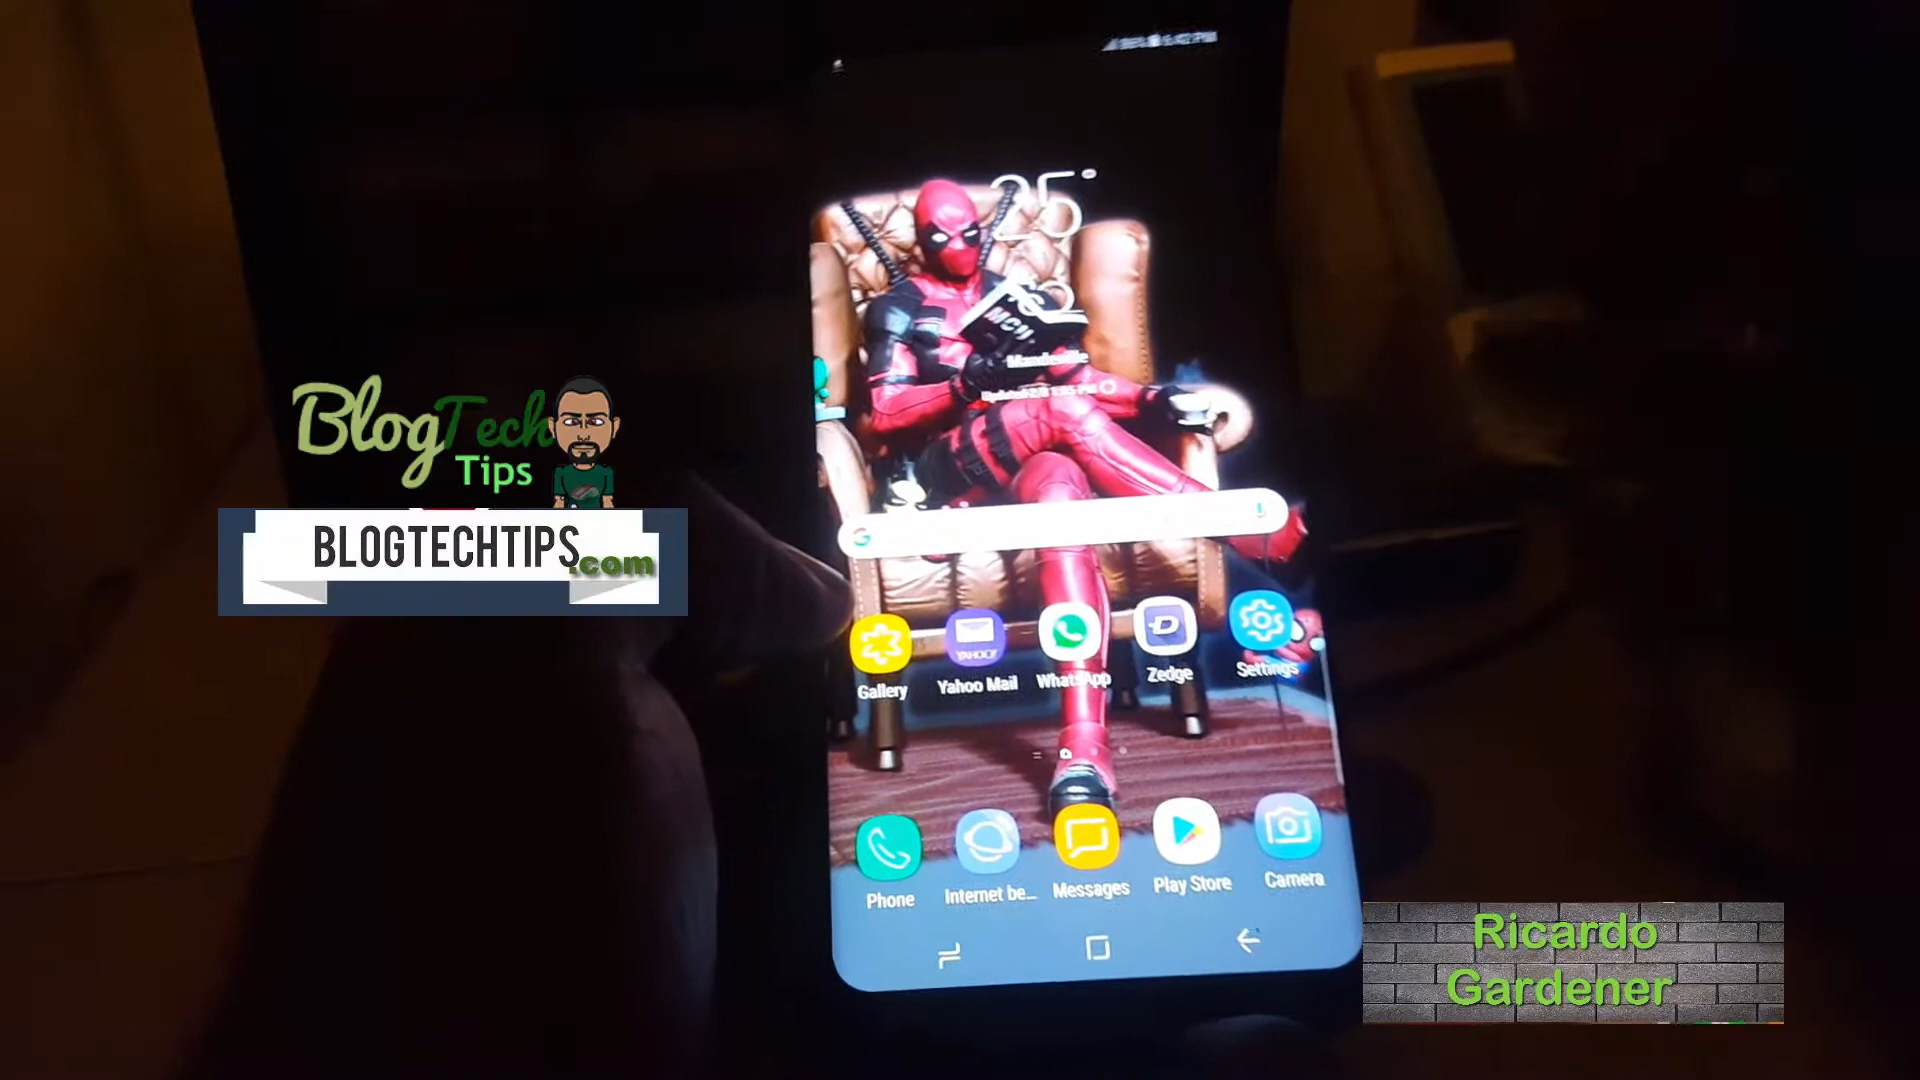 25°
Mandeville
BlogTech
Tips
BLOGTECHTIPS.com
YAHOO!
Gallery
Yahoo Mail
WhatsApp
Zedge
Settings
Phone
Internet be...
Messages
Play Store
Camera
Ricardo
Gardener